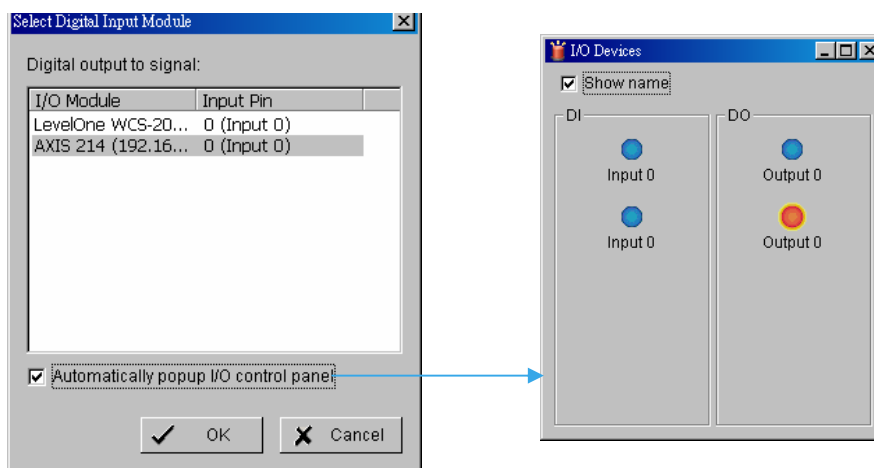 Select Digital Input Module
Digital output to signal:
I/O Module Input Pin
LevelOne WCS-20... 0 (Input 0)
AXIS 214 (192.16... 0 (Input 0)
Automatically popup I/O control panel
OK Cancel
I/O Devices
Show name
DI DO
Input 0 Output 0
Input 0 Output 0